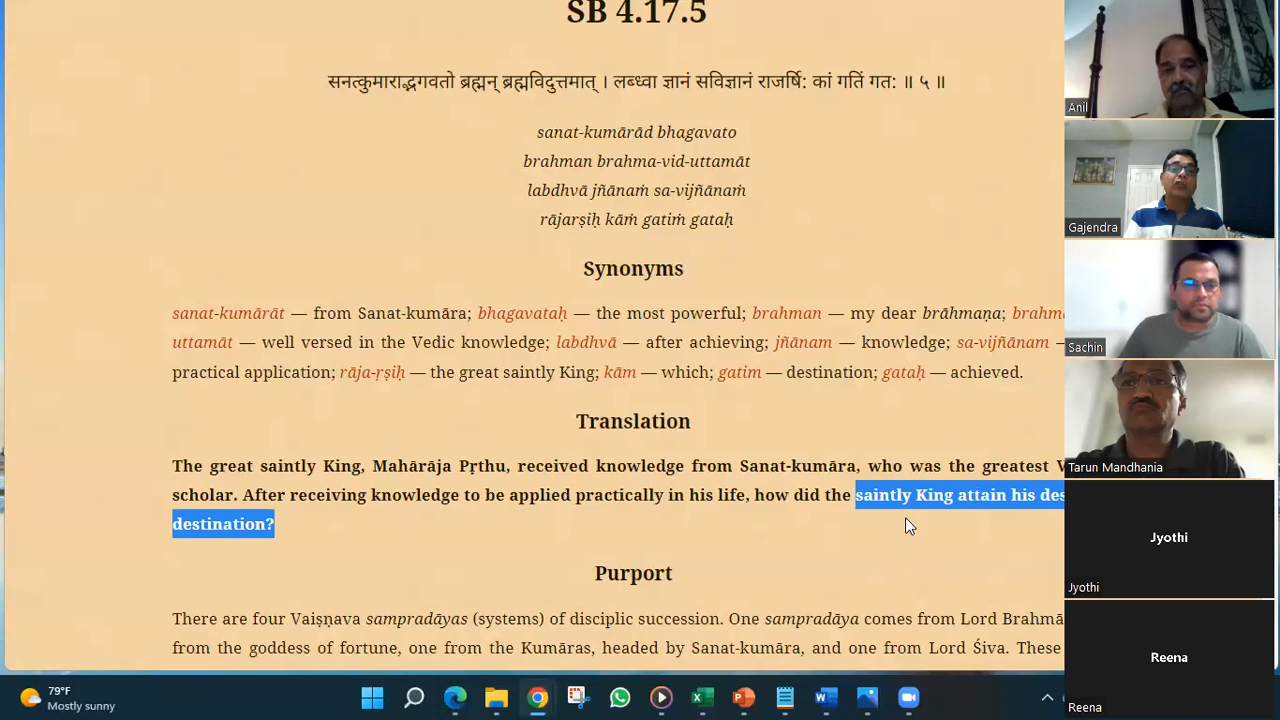 SB 4.17.5
सनत्कुमाराद्भगवतो ब्रह्मन् ब्रह्मविदुत्तमात् । लब्ध्वा ज्ञानं सविज्ञानं राजर्षि: कां गतिं गत: ॥ ५ ॥
sanat-kumārād bhagavato
brahman brahma-vid-uttamāt
labdhvā jñānaṁ sa-vijñānaṁ
rājarṣiḥ kāṁ gatiṁ gataḥ
Synonyms
sanat-kumārāt — from Sanat-kumāra; bhagavataḥ — the most powerful; brahman — my dear brāhmaṇa;
uttamāt — well versed in the Vedic knowledge; labdhvā — after achieving; jñānam — knowledge; sa-vijñānam —
practical application; rāja-ṛṣiḥ — the great saintly King; kām — which; gatim — destination; gataḥ — achieved.
Translation
The great saintly King, Mahārāja Pṛthu, received knowledge from Sanat-kumāra, who was the greatest
scholar. After receiving knowledge to be applied practically in his life, how did the saintly King attain his
destination?
Purport
There are four Vaiṣṇava sampradāyas (systems) of disciplic succession. One sampradāya comes from Lord Brahmā
from the goddess of fortune, one from the Kumāras, headed by Sanat-kumāra, and one from Lord Śiva. These
Anil
Gajendra
Sachin
Tarun Mandhania
Jyothi
Jyothi
Reena
Reena
79°F
Mostly sunny